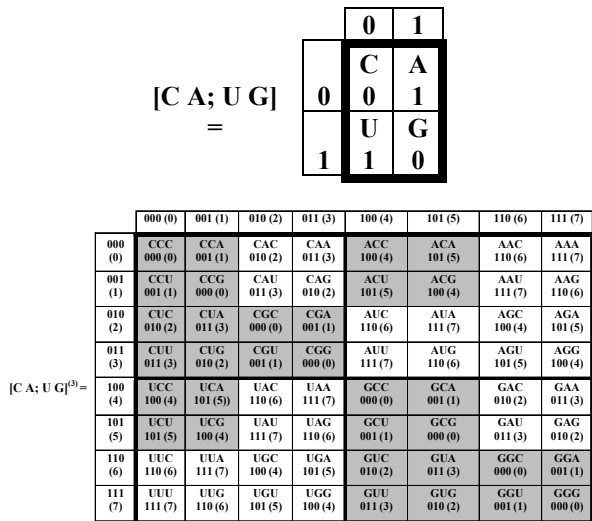 0 1
C A
[C A; U G] 0 0 1
= U G
1 1 0
000 (0) 001 (1) 010 (2) 011 (3) 100 (4) 101 (5) 110 (6) 111 (7)
000 CCC CCA CAC CAA ACC ACA AAC AAA
(0) 000 (0) 001 (1) 010 (2) 011 (3) 100 (4) 101 (5) 110 (6) 111 (7)
001 CCU CCG CAU CAG ACU ACG AAU AAG
(1) 001 (1) 000 (0) 011 (3) 010 (2) 101 (5) 100 (4) 111 (7) 110 (6)
010 CUC CUA CGC CGA AUC AUA AGC AGA
(2) 010 (2) 011 (3) 000 (0) 001 (1) 110 (6) 111 (7) 100 (4) 101 (5)
011 CUU CUG CGU CGG AUU AUG AGU AGG
(3) 011 (3) 010 (2) 001 (1) 000 (0) 111 (7) 110 (6) 101 (5) 100 (4)
[C A; U G](3) = 100 UCC UCA UAC UAA GCC GCA GAC GAA
(4) 100 (4) 101 (5)) 110 (6) 111 (7) 000 (0) 001 (1) 010 (2) 011 (3)
101 UCU UCG UAU UAG GCU GCG GAU GAG
(5) 101 (5) 100 (4) 111 (7) 110 (6) 001 (1) 000 (0) 011 (3) 010 (2)
110 UUC UUA UGC UGA GUC GUA GGC GGA
(6) 110 (6) 111 (7) 100 (4) 101 (5) 010 (2) 011 (3) 000 (0) 001 (1)
111 UUU UUG UGU UGG GUU GUG GGU GGG
(7) 111 (7) 110 (6) 101 (5) 100 (4) 011 (3) 010 (2) 001 (1) 000 (0)